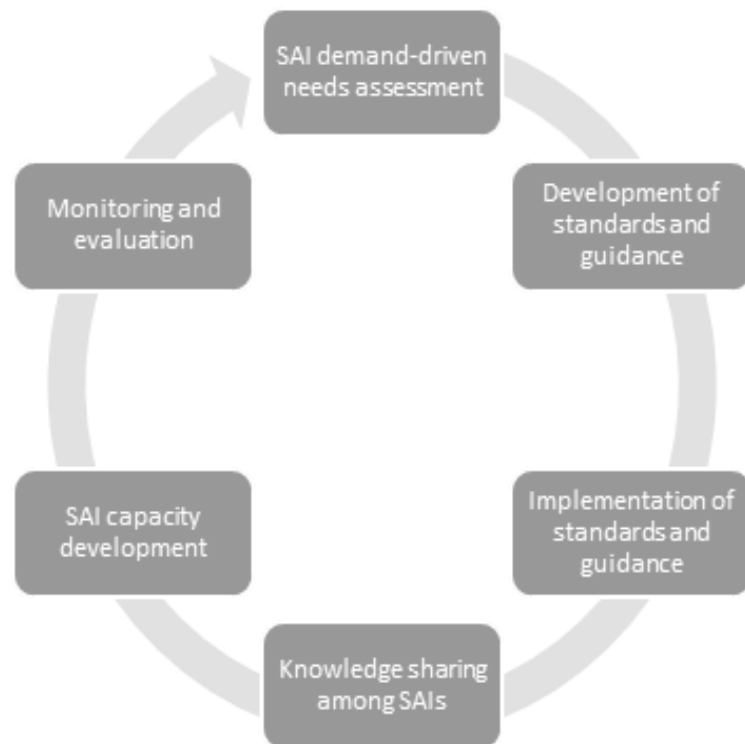 SAI demand-driven
needs assessment
Development of
standards and
guidance
Implementation of
standards and
guidance
Knowledge sharing
among SAIs
SAI capacity
development
Monitoring and
evaluation